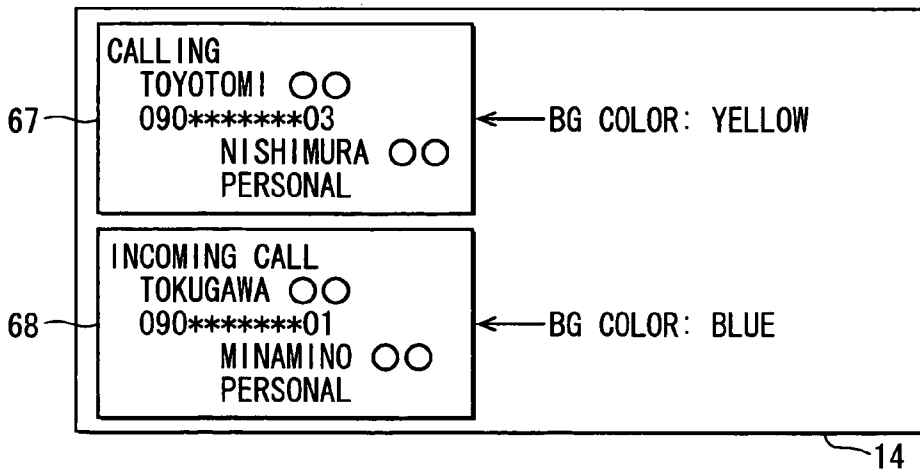 CALLING
TOYOTOMI ○○
67
090*******03
BG COLOR: YELLOW
NISHIMURA ○○
PERSONAL
INCOMING CALL
TOKUGAWA ○○
68
090*******01
BG COLOR: BLUE
MINAMINO ○○
PERSONAL
14